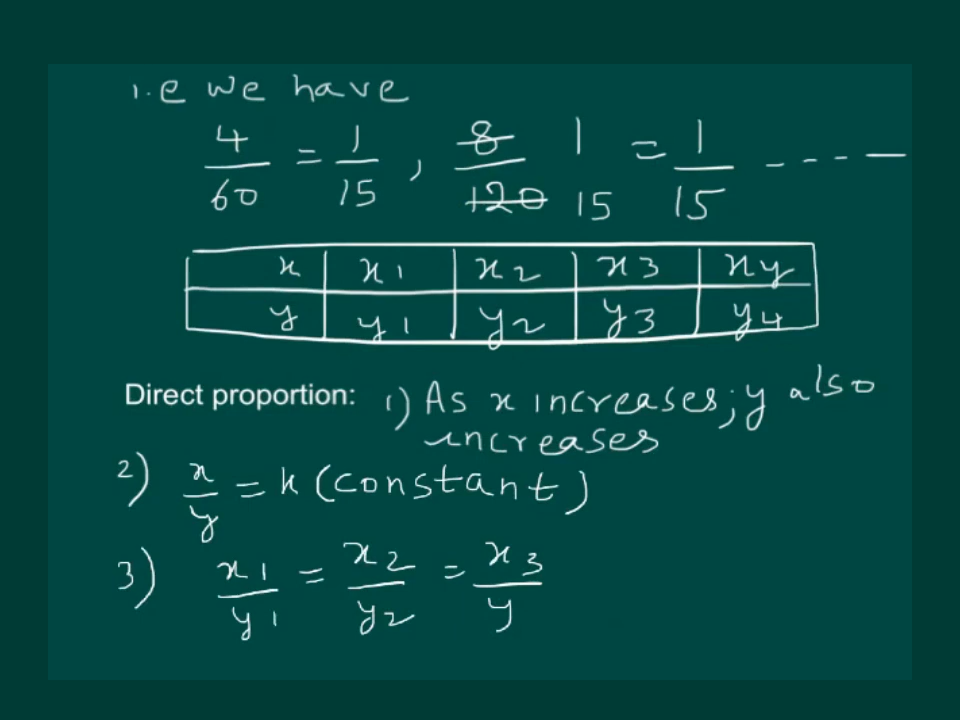 i.e we have
4/60 = 1/15 , 8/120 1/15 = 1/15 ----
x | x1 | x2 | x3 | xy
y | y1 | y2 | y3 | y4
Direct proportion: 1) As x increases; y also
increases
2) x/y = k (constant)
3) x1/y1 = x2/y2 = x3/y